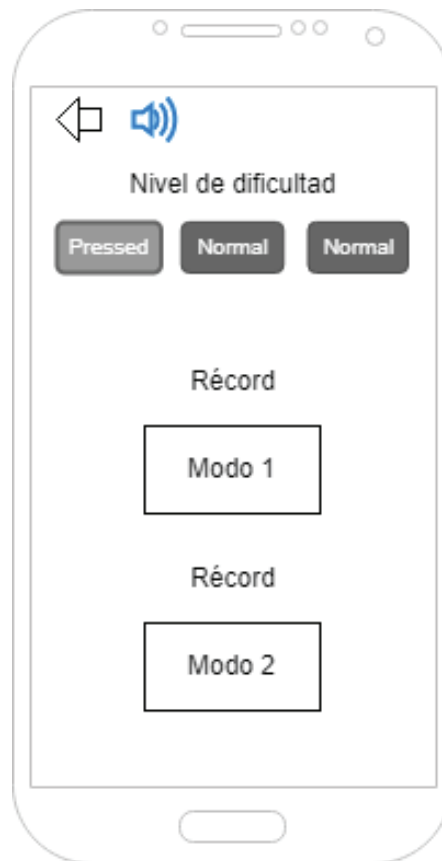 Nivel de dificultad
Pressed Normal Normal
Récord
Modo 1
Récord
Modo 2